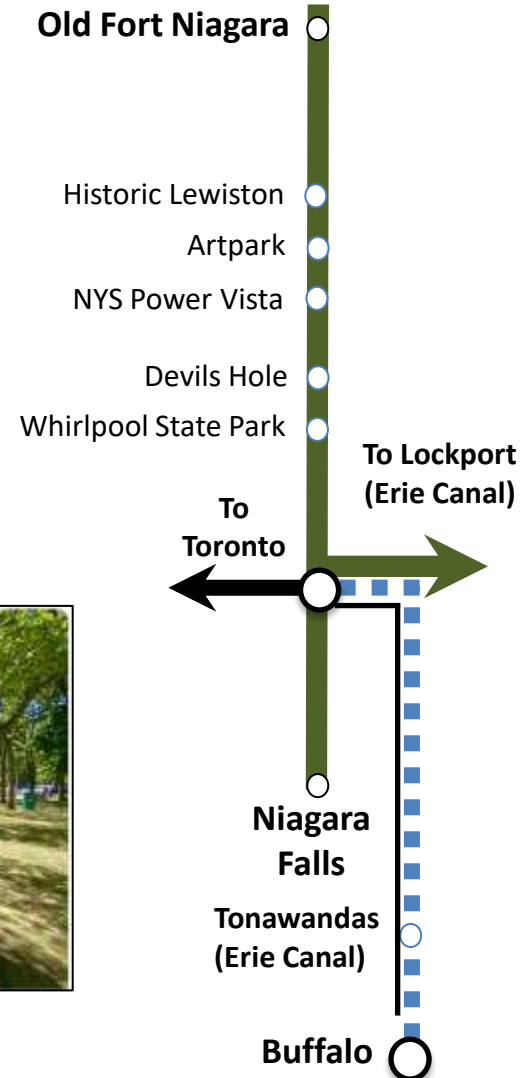 Old Fort Niagara
Historic Lewiston
Artpark
NYS Power Vista
Devils Hole
Whirlpool State Park
To Lockport
(Erie Canal)
To
Toronto
Niagara
Falls
Tonawandas
(Erie Canal)
Buffalo